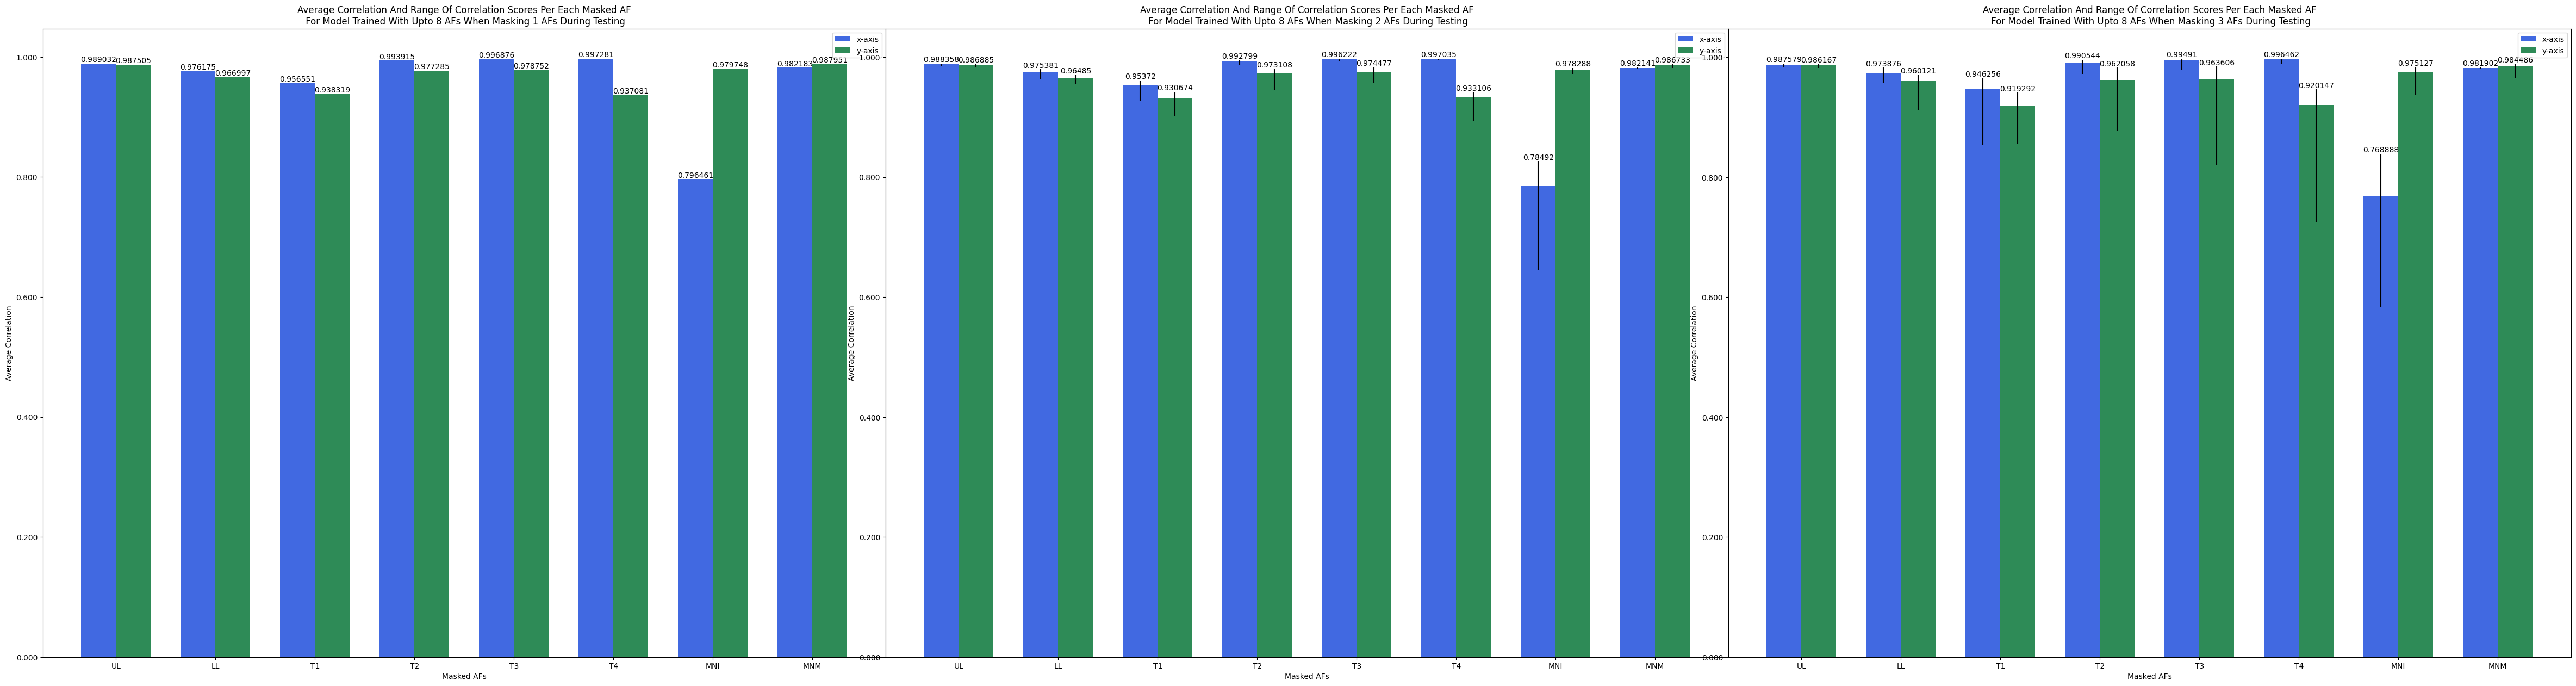 Average Correlation And Range Of Correlation Scores Per Each Masked AF
For Model Trained With Upto 8 AFs When Masking 1 AFs During Testing
x-axis
y-axis
1.000
0.800
0.600
0.400
0.200
0.000
Average Correlation
0.989032
0.987505
0.976175
0.966997
0.956551
0.938319
0.993915
0.977285
0.996876
0.978752
0.997281
0.937081
0.796461
0.979748
0.982183
0.987951
UL
LL
T1
T2
T3
T4
MNI
MNM
Masked AFs
Average Correlation And Range Of Correlation Scores Per Each Masked AF
For Model Trained With Upto 8 AFs When Masking 2 AFs During Testing
x-axis
y-axis
1.000
0.800
0.600
0.400
0.200
0.000
Average Correlation
0.988358
0.986885
0.975381
0.96485
0.95372
0.930674
0.992799
0.973108
0.996222
0.974477
0.997035
0.933106
0.78492
0.978288
0.982141
0.986733
UL
LL
T1
T2
T3
T4
MNI
MNM
Masked AFs
Average Correlation And Range Of Correlation Scores Per Each Masked AF
For Model Trained With Upto 8 AFs When Masking 3 AFs During Testing
x-axis
y-axis
1.000
0.800
0.600
0.400
0.200
0.000
Average Correlation
0.987579
0.986167
0.973876
0.960121
0.946256
0.919292
0.990544
0.962058
0.99491
0.963606
0.996462
0.920147
0.768888
0.975127
0.981902
0.984486
UL
LL
T1
T2
T3
T4
MNI
MNM
Masked AFs